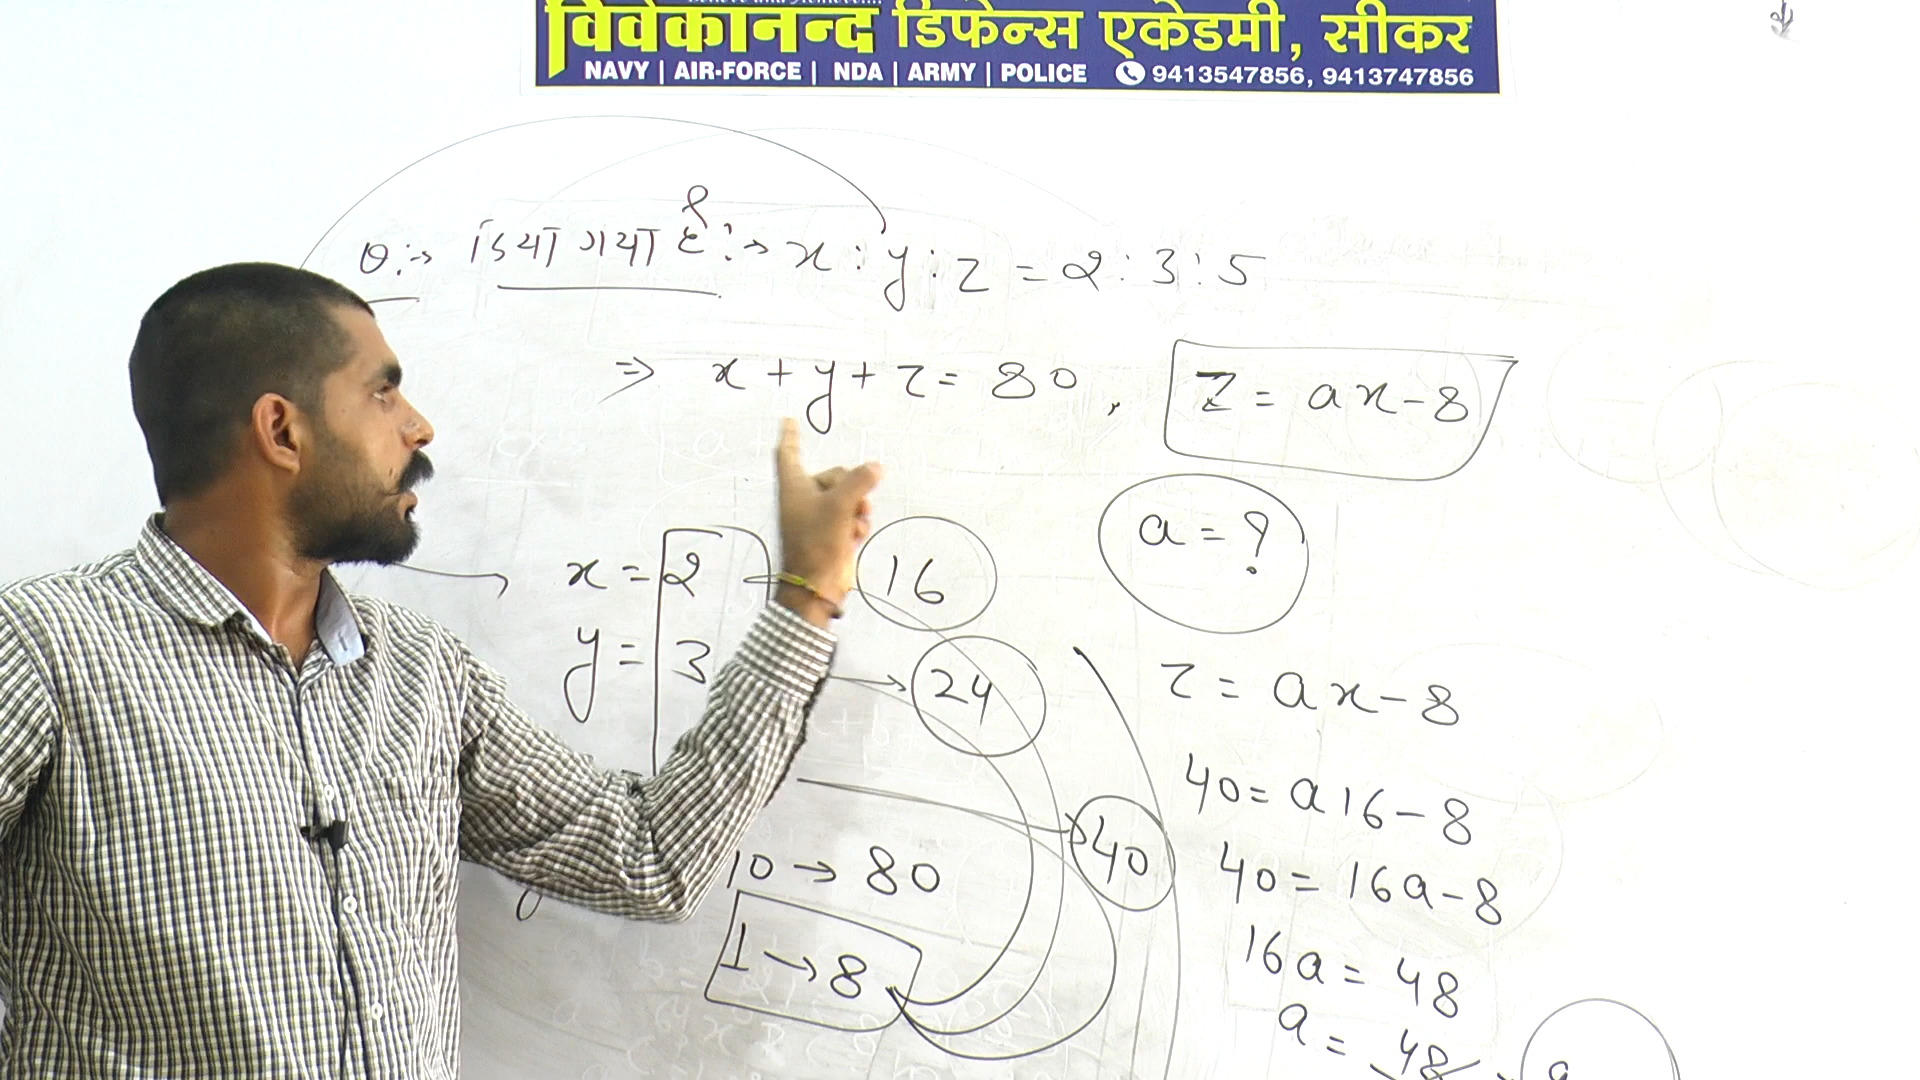 विवेकानन्द डिफेन्स एकेडमी, सीकर
NAVY | AIR-FORCE | NDA | ARMY | POLICE 9413547856, 9413747856
Q:→ दिया गया है:→ x : y : z = 2 : 3 : 5
⇒ x + y + z = 80, z = ax - 8
a = ?
x = 2 16
y = 3 → 24
→ 40
10 → 80
1 → 8
z = ax - 8
40 = a16 - 8
40 = 16a - 8
16a = 48
a = 48